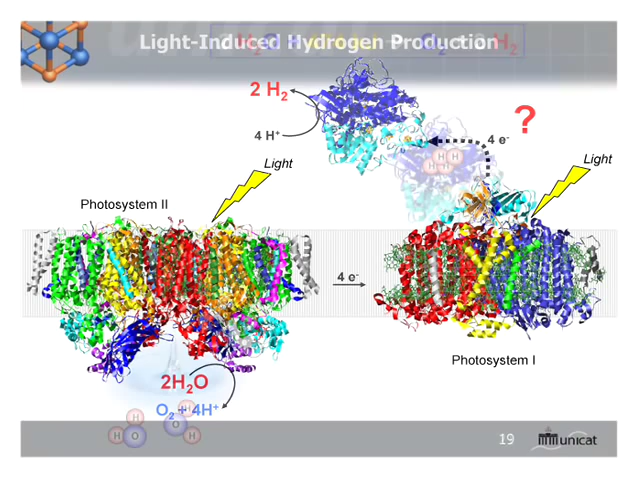 Light-Induced Hydrogen Production
2 H₂
4 H⁺
4 e⁻
?
Light
Light
Photosystem II
4 e⁻
Photosystem I
2H₂O
O₂ + 4H⁺
H
H
H
O
O
H
19
unicat